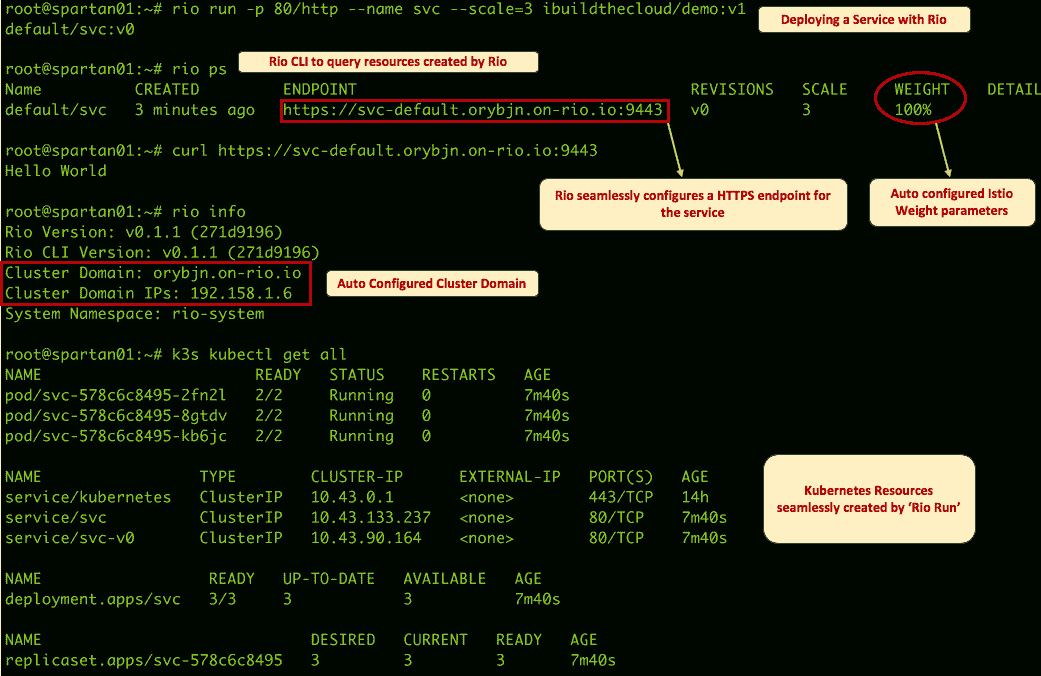 root@spartan01:~# rio run -p 80/http --name svc --scale=3 ibuildthecloud/demo:v1
Deploying a Service with Rio
default/svc:v0
root@spartan01:~# rio ps
Rio CLI to query resources created by Rio
Name CREATED ENDPOINT REVISIONS SCALE WEIGHT DETAIL
default/svc 3 minutes ago https://svc-default.orybjn.on-rio.io:9443 v0 3 100%
root@spartan01:~# curl https://svc-default.orybjn.on-rio.io:9443
Hello World
Rio seamlessly configures a HTTPS endpoint for
the service
Auto configured Istio
Weight parameters
root@spartan01:~# rio info
Rio Version: v0.1.1 (271d9196)
Rio CLI Version: v0.1.1 (271d9196)
Cluster Domain: orybjn.on-rio.io
Cluster Domain IPs: 192.158.1.6
Auto Configured Cluster Domain
System Namespace: rio-system
root@spartan01:~# k3s kubectl get all
NAME READY STATUS RESTARTS AGE
pod/svc-578c6c8495-2fn2l 2/2 Running 0 7m40s
pod/svc-578c6c8495-8gtdv 2/2 Running 0 7m40s
pod/svc-578c6c8495-kb6jc 2/2 Running 0 7m40s
NAME TYPE CLUSTER-IP EXTERNAL-IP PORT(S) AGE
service/kubernetes ClusterIP 10.43.0.1 <none> 443/TCP 14h
service/svc ClusterIP 10.43.133.237 <none> 80/TCP 7m40s
service/svc-v0 ClusterIP 10.43.90.164 <none> 80/TCP 7m40s
Kubernetes Resources
seamlessly created by ‘Rio Run’
NAME READY UP-TO-DATE AVAILABLE AGE
deployment.apps/svc 3/3 3 3 7m40s
NAME DESIRED CURRENT READY AGE
replicaset.apps/svc-578c6c8495 3 3 3 7m40s